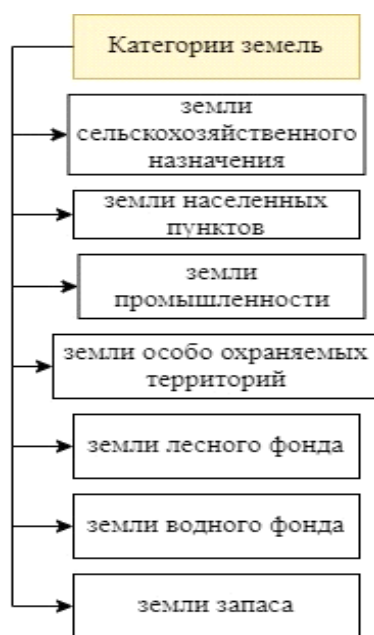 Категории земель
земли
сельскохозяйственного
назначения
земли населенных
пунктов
земли
промышленности
земли особо охраняемых
территорий
земли лесного фонда
земли водного фонда
земли запаса